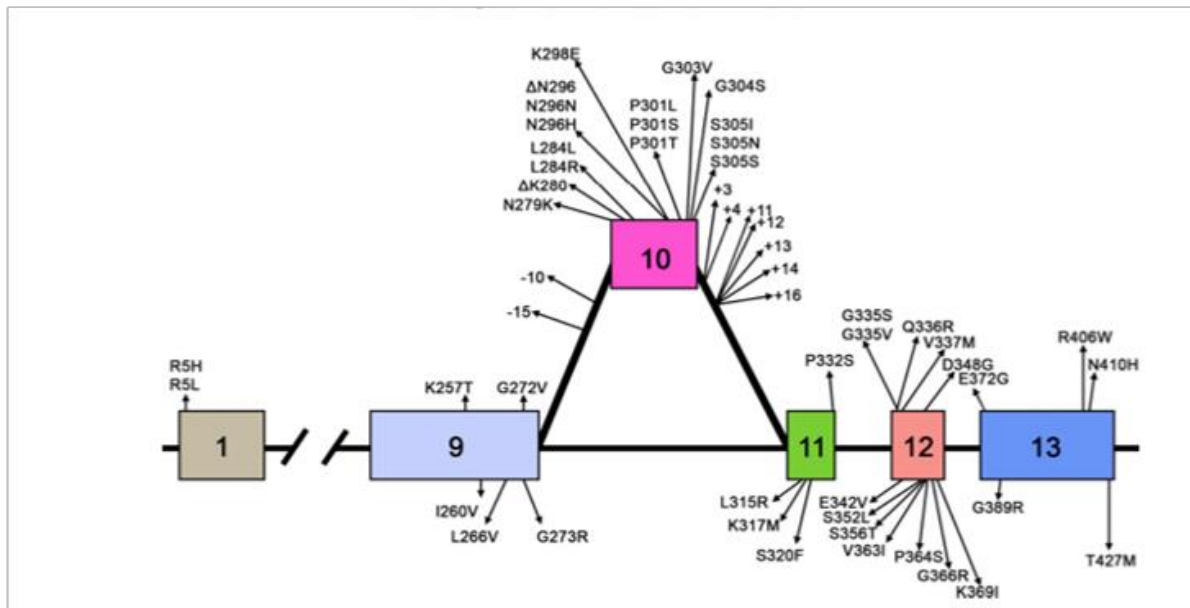 K298E
ΔN296
N296N
N296H
L284L
L284R
ΔK280
N279K
P301L
P301S
P301T
G303V
G304S
S305I
S305N
S305S
+3
+4
+11
+12
+13
+14
+16
-10
-15
10
R5H
R5L
1
K257T
G272V
9
I260V
L266V
G273R
P332S
11
L315R
K317M
S320F
G335S
G335V
Q336R
V337M
D348G
E372G
12
E342V
S352L
S356T
V363I
P364S
G366R
K369I
R406W
N410H
13
G389R
T427M